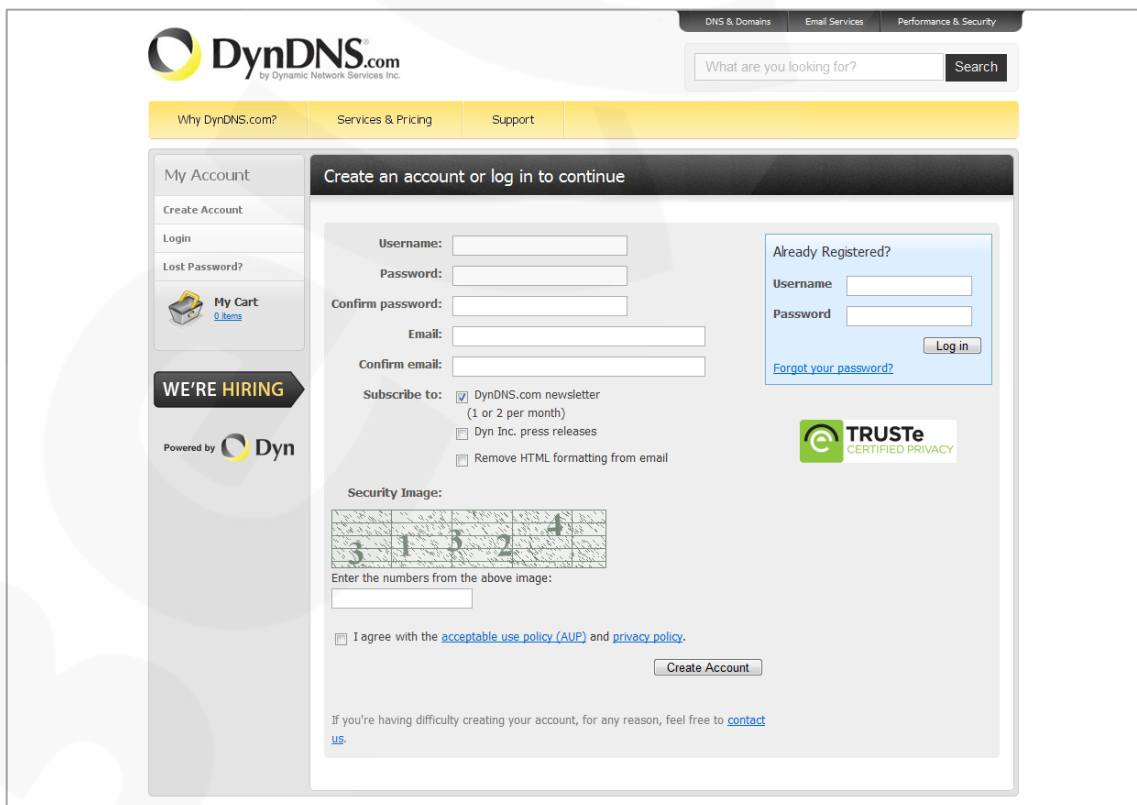 DNS & Domains Email Services Performance & Security
DynDNS.com
by Dynamic Network Services Inc.
What are you looking for? Search
Why DynDNS.com? Services & Pricing Support
My Account
Create Account
Login
Lost Password?
My Cart
0 items
WE'RE HIRING
Powered by Dyn
Create an account or log in to continue
Username:
Password:
Confirm password:
Email:
Confirm email:
Subscribe to: DynDNS.com newsletter
(1 or 2 per month)
Dyn Inc. press releases
Remove HTML formatting from email
Security Image:
3 1 3 2 4
Enter the numbers from the above image:
I agree with the acceptable use policy (AUP) and privacy policy.
Create Account
If you're having difficulty creating your account, for any reason, feel free to contact
us.
Already Registered?
Username
Password
Log in
Forgot your password?
TRUSTe
CERTIFIED PRIVACY